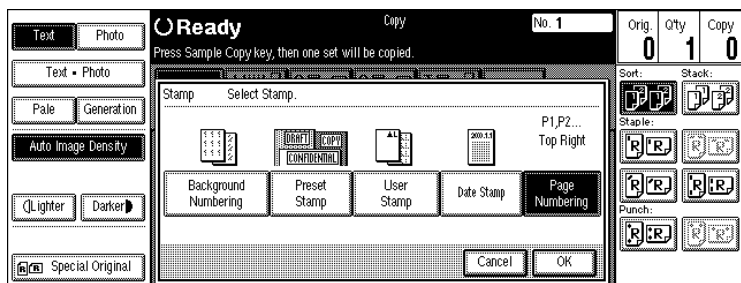 Text
Photo
Text • Photo
Pale
Generation
Auto Image Density
Lighter
Darker
Special Original
Ready
Copy
No. 1
Press Sample Copy key, then one set will be copied.
Stamp
Select Stamp.
DRAFT
COPY
CONFIDENTIAL
2000.1.1
P1,P2...
Top Right
Background
Numbering
Preset
Stamp
User
Stamp
Date Stamp
Page
Numbering
Cancel
OK
Orig.
Q'ty
Copy
0
1
0
Sort:
Stack:
Staple:
Punch: